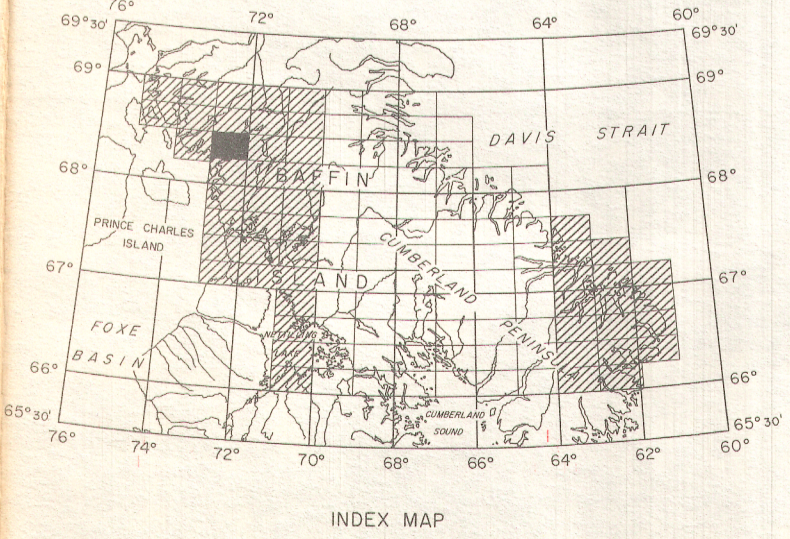 76°
72°
68°
64°
60°
69° 30'
69° 30'
69°
69°
DAVIS STRAIT
68°
68°
BAFFIN
PRINCE CHARLES
ISLAND
CUMBERLAND
67°
67°
ISLAND
FOXE
BASIN
NETTILLING
LAKE
PENINS
66°
66°
65° 30'
65° 30'
CUMBERLAND
SOUND
76°
74°
72°
70°
68°
66°
64°
62°
60°
INDEX MAP